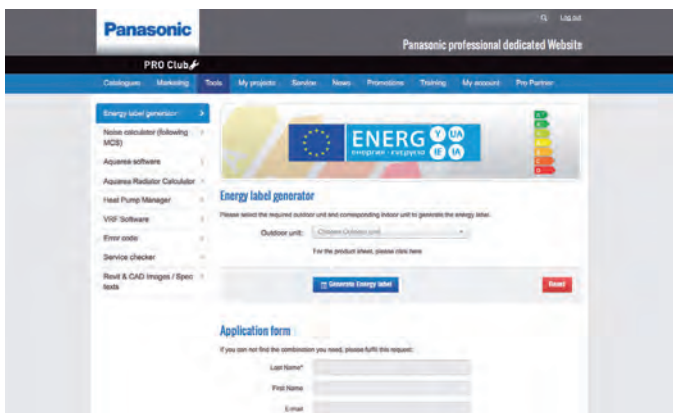 Log out
Panasonic
Panasonic professional dedicated Website
PRO Club
Catalogues Marketing Tools My projects Service News Promotions Training My account Pro Partner
Energy label generator
Noise calculator (following
MCS)
Aquarea software
Aquarea Radiator Calculator
Heat Pump Manager
VRF Software
Error code
Service checker
Revit & CAD Images / Spec
texts
ENERG Y UA
енергия · ενεργεια IE IA
Energy label generator
Please select the required outdoor unit and corresponding indoor unit to generate the energy label.
Outdoor unit: Choose Outdoor unit
For the product sheet, please click here
Generate Energy label Reset
Application form
If you can not find the combination you need, please fulfil this request:
Last Name*
First Name
E-mail